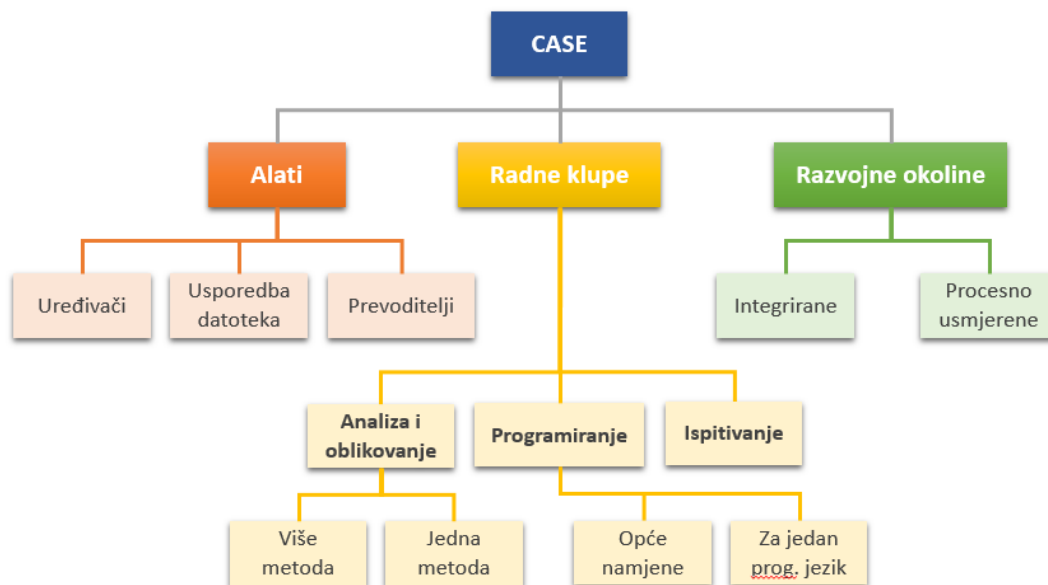 CASE
Alati
Radne klupe
Razvojne okoline
Uređivači
Usporedba
datoteka
Prevoditelji
Integrirane
Procesno
usmjerene
Analiza i
oblikovanje
Programiranje
Ispitivanje
Više
metoda
Jedna
metoda
Opće
namjene
Za jedan
prog. jezik